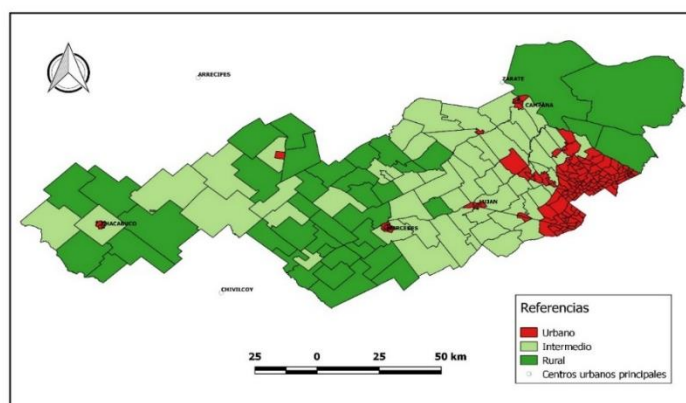 ARRECIFES
ZARATE
CAMPANA
LUJAN
CHACABUCO
MERCEDES
CHIVILCOY
Referencias
Urbano
Intermedio
Rural
Centros urbanos principales
25 0 25 50 km